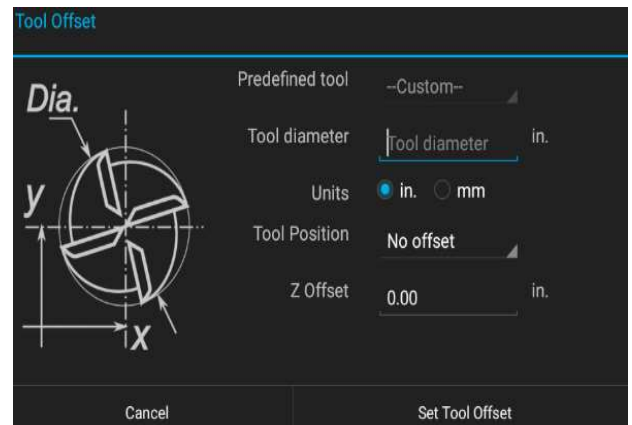 Tool Offset
Dia.
y
x
Predefined tool --Custom--
Tool diameter Tool diameter in.
Units in. mm
Tool Position No offset
Z Offset 0.00 in.
Cancel Set Tool Offset